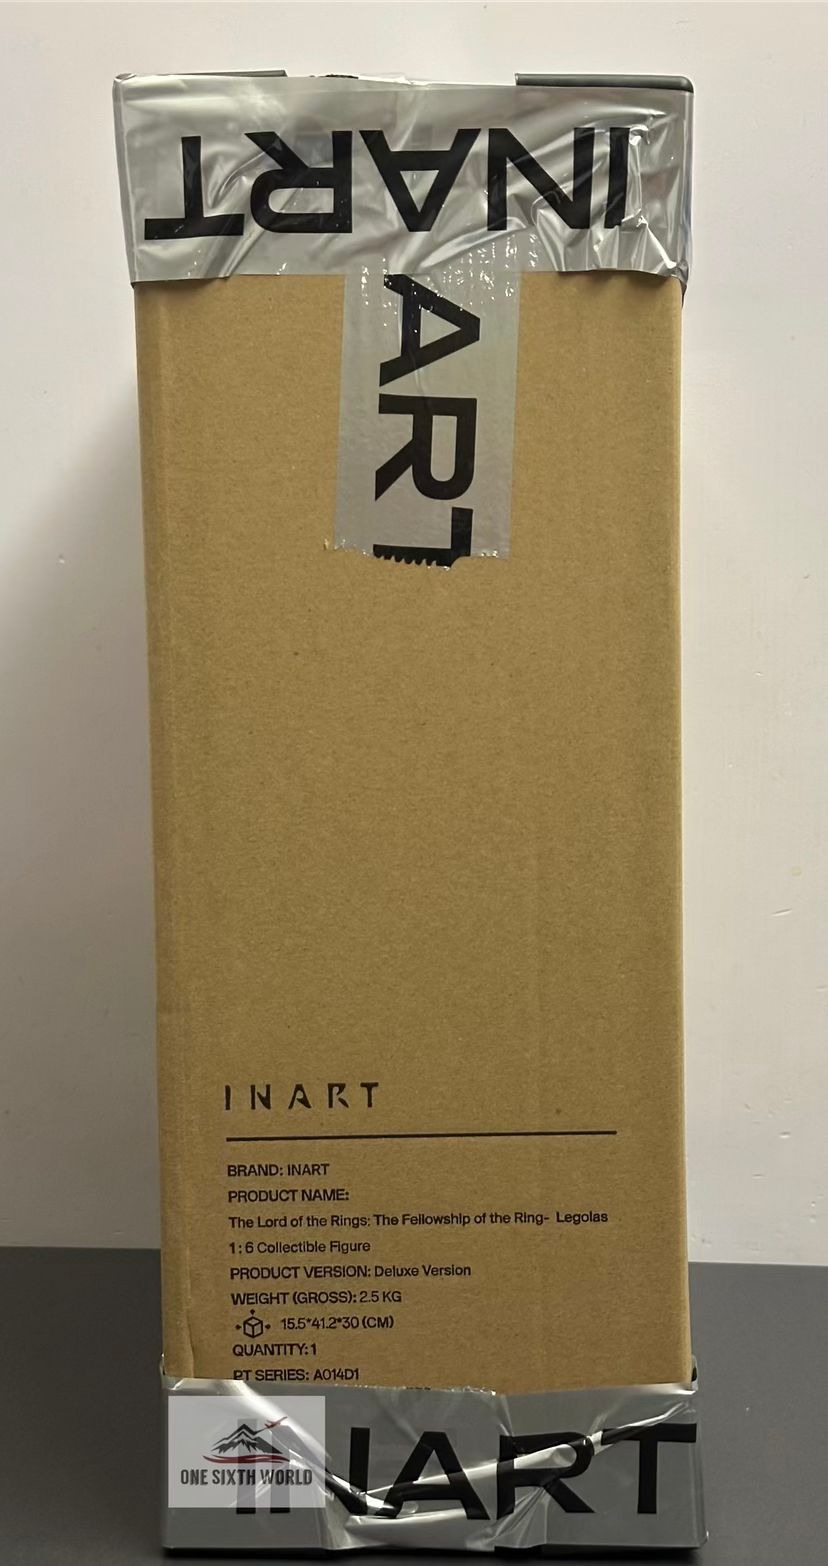 INART
ART
INART
BRAND: INART
PRODUCT NAME:
The Lord of the Rings: The Fellowship of the Ring- Legolas
1:6 Collectible Figure
PRODUCT VERSION: Deluxe Version
WEIGHT (GROSS): 2.5 KG
15.5*41.2*30 (CM)
QUANTITY: 1
PT SERIES: A014D1
INART
ONE SIXTH WORLD